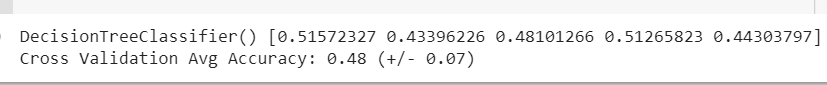 DecisionTreeClassifier() [0.51572327 0.43396226 0.48101266 0.51265823 0.44303797]
Cross Validation Avg Accuracy: 0.48 (+/- 0.07)